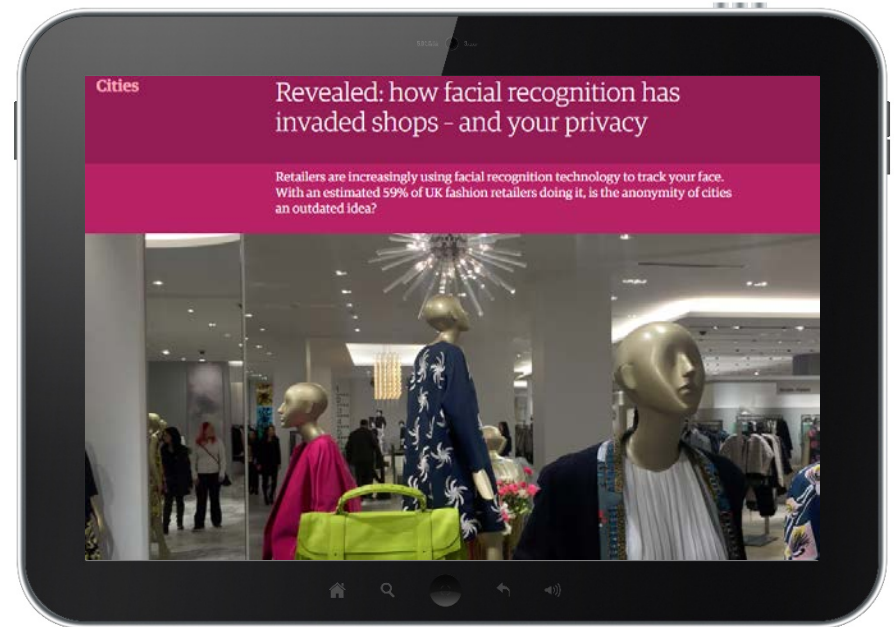 Cities
Revealed: how facial recognition has
invaded shops – and your privacy
Retailers are increasingly using facial recognition technology to track your face.
With an estimated 59% of UK fashion retailers doing it, is the anonymity of cities
an outdated idea?